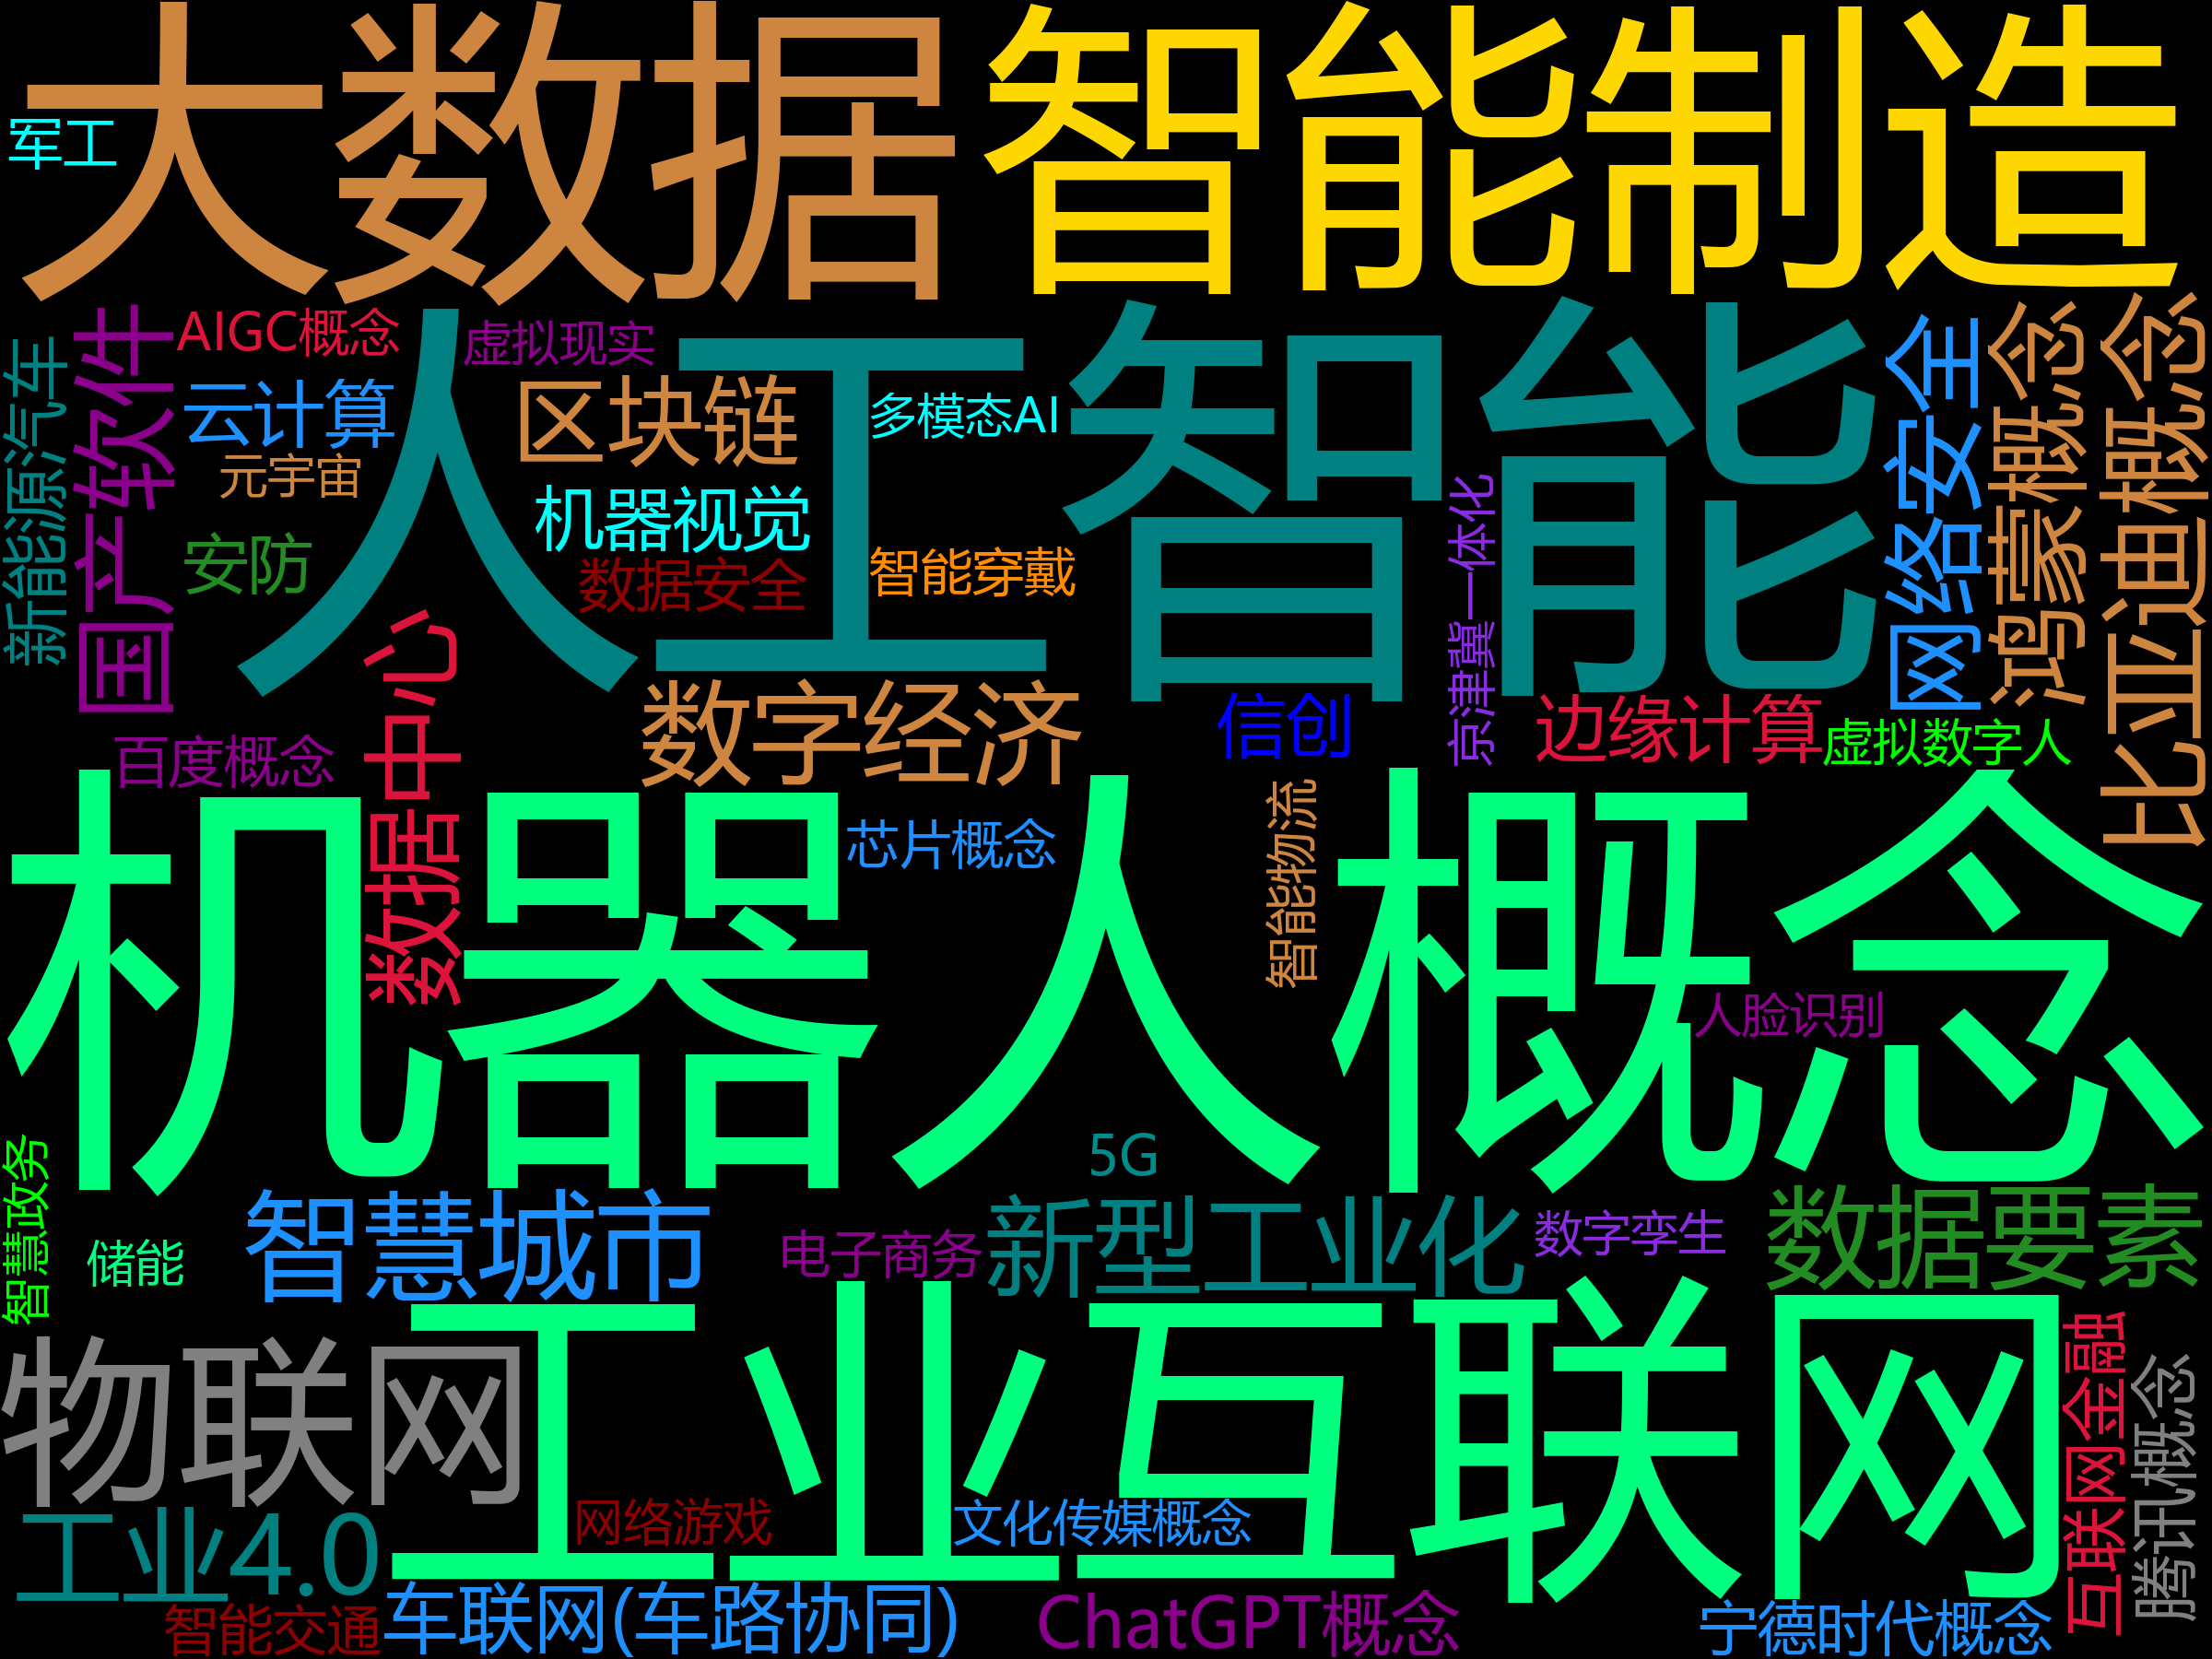 大数据
智能制造
军工
AIGC概念
虚拟现实
人工智能
新能源汽车
国产软件
云计算
区块链
多模态AI
网络安全
鸿蒙概念
比亚迪概念
元宇宙
机器视觉
京津冀一体化
安防
数据安全
智能穿戴
数据中心
数字经济
信创
边缘计算
虚拟数字人
百度概念
机器人概念
芯片概念
智能物流
人脸识别
5G
智慧政务
储能
智慧城市
电子商务
新型工业化
数字孪生
数据要素
物联网
工业互联网
互联网金融
腾讯概念
工业4.0
网络游戏
文化传媒概念
智能交通
车联网(车路协同)
ChatGPT概念
宁德时代概念